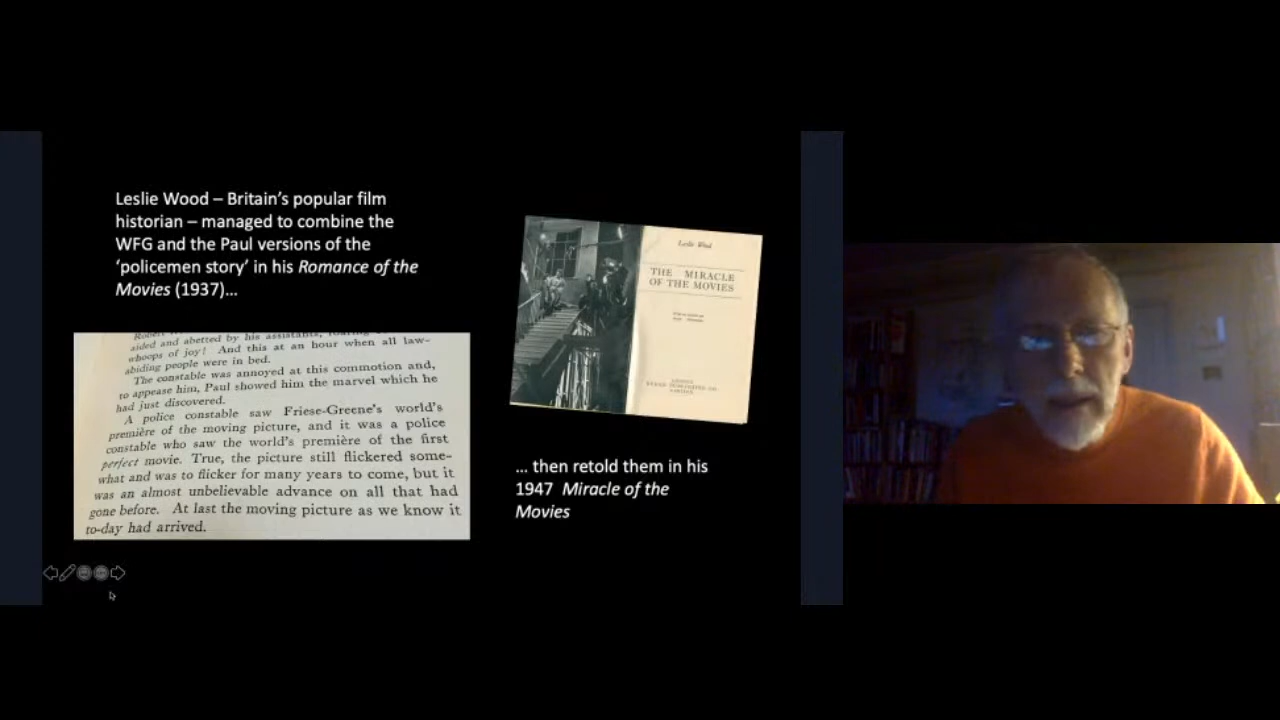 Leslie Wood – Britain's popular film
historian – managed to combine the
WFG and the Paul versions of the
'policemen story' in his Romance of the
Movies (1937)…
aided and abetted by his assistants,
whoops of joy! And this at an hour when all law-
abiding people were in bed.
The constable was annoyed at this commotion and,
to appease him, Paul showed him the marvel which he
had just discovered.
A police constable saw Friese-Greene's world's
première of the moving picture, and it was a police
constable who saw the world's première of the first
perfect movie. True, the picture still flickered some-
what and was to flicker for many years to come, but it
was an almost unbelievable advance on all that had
gone before. At last the moving picture as we know it
to-day had arrived.
Leslie Wood
THE MIRACLE
OF THE MOVIES
LONDON
… then retold them in his
1947 Miracle of the
Movies